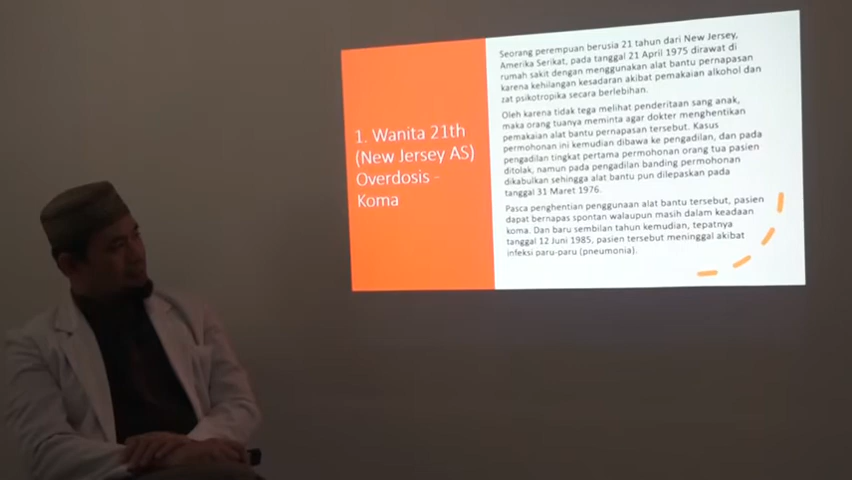 1. Wanita 21th
(New Jersey AS)
Overdosis -
Koma
Seorang perempuan berusia 21 tahun dari New Jersey,
Amerika Serikat, pada tanggal 21 April 1975 dirawat di
rumah sakit dengan menggunakan alat bantu pernapasan
karena kehilangan kesadaran akibat pemakaian alkohol dan
zat psikotropika secara berlebihan.
Oleh karena tidak tega melihat penderitaan sang anak,
maka orang tuanya meminta agar dokter menghentikan
pemakaian alat bantu pernapasan tersebut. Kasus
permohonan ini kemudian dibawa ke pengadilan, dan pada
pengadilan tingkat pertama permohonan orang tua pasien
ditolak, namun pada pengadilan banding permohonan
dikabulkan sehingga alat bantu pun dilepaskan pada
tanggal 31 Maret 1976.
Pasca penghentian penggunaan alat bantu tersebut, pasien
dapat bernapas spontan walaupun masih dalam keadaan
koma. Dan baru sembilan tahun kemudian, tepatnya
tanggal 12 Juni 1985, pasien tersebut meninggal akibat
infeksi paru-paru (pneumonia).